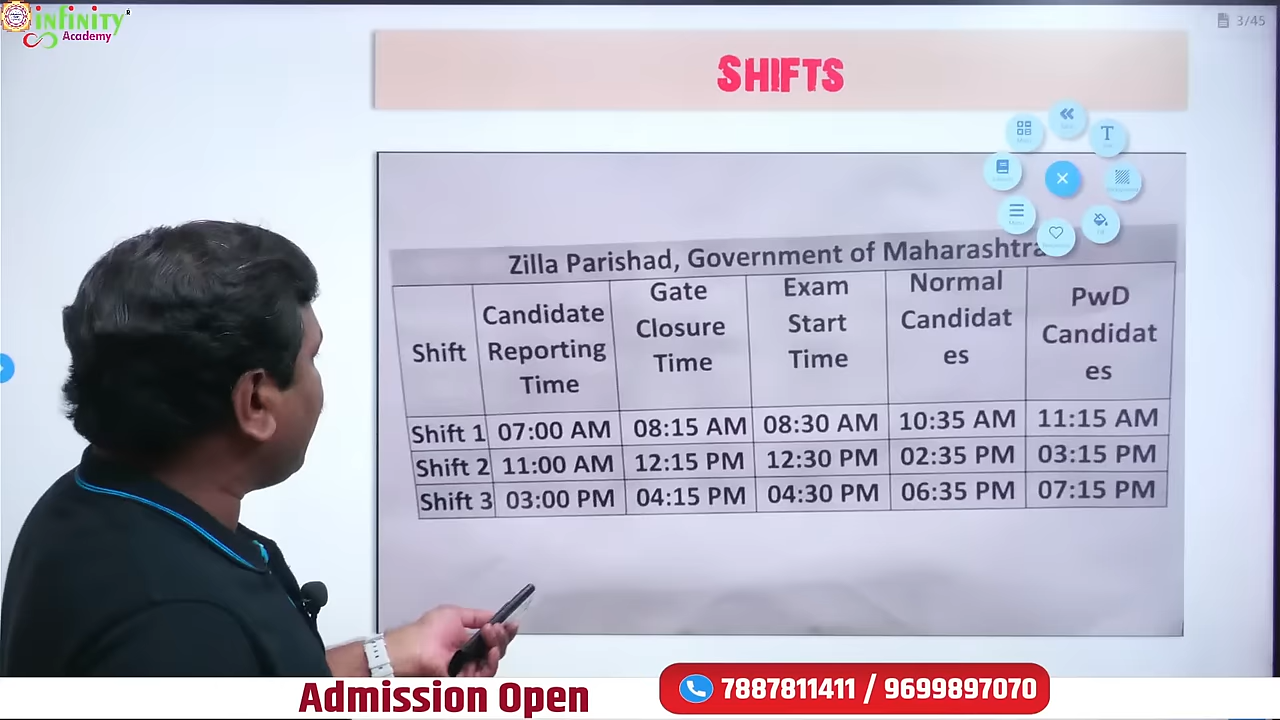 infinity
Academy
3/45
SHIFTS
Zilla Parishad, Government of Maharashtra
Shift
Candidate Reporting Time
Gate Closure Time
Exam Start Time
Normal Candidat es
PwD Candidat es
Shift 1 07:00 AM 08:15 AM 08:30 AM 10:35 AM 11:15 AM
Shift 2 11:00 AM 12:15 PM 12:30 PM 02:35 PM 03:15 PM
Shift 3 03:00 PM 04:15 PM 04:30 PM 06:35 PM 07:15 PM
Admission Open
7887811411 / 9699897070